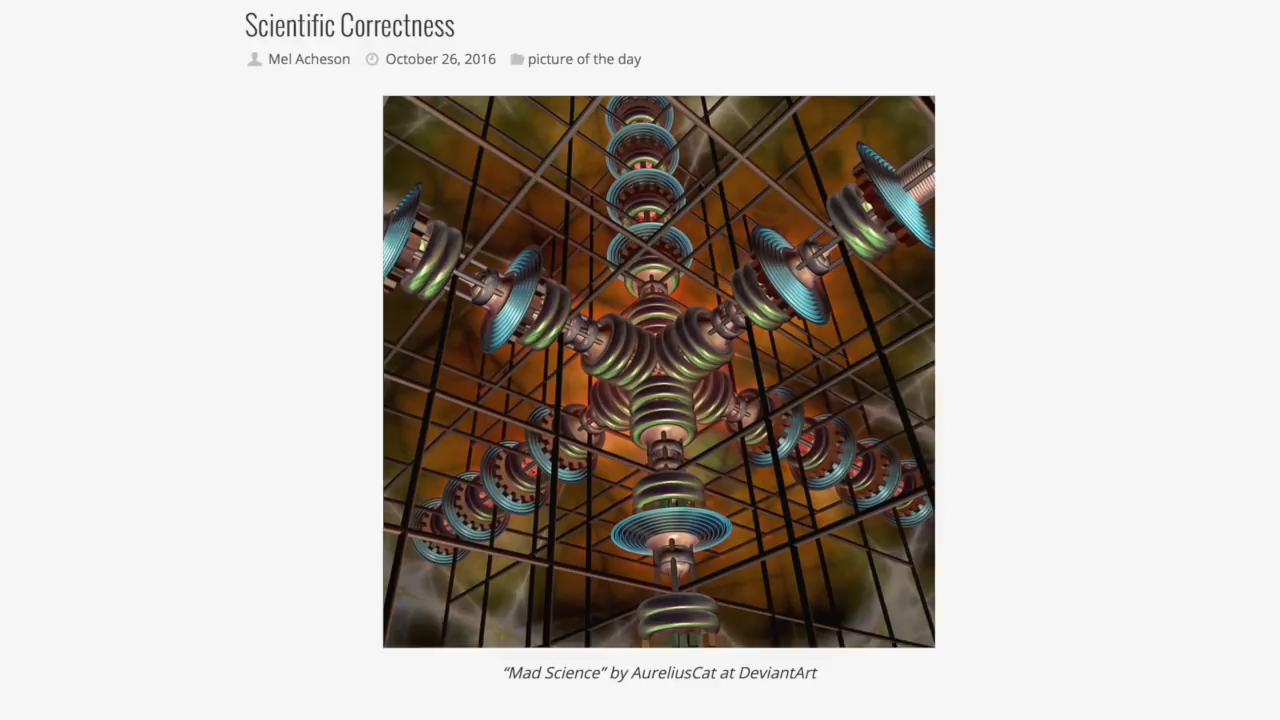 Scientific Correctness
Mel Acheson October 26, 2016 picture of the day
“Mad Science” by AureliusCat at DeviantArt